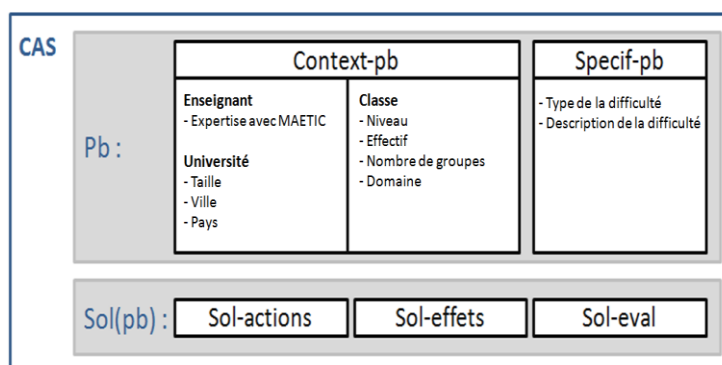 CAS
Pb :
Context-pb
Enseignant
- Expertise avec MAETIC
Université
- Taille
- Ville
- Pays
Classe
- Niveau
- Effectif
- Nombre de groupes
- Domaine
Specif-pb
- Type de la difficulté
- Description de la difficulté
Sol(pb) :
Sol-actions
Sol-effets
Sol-eval